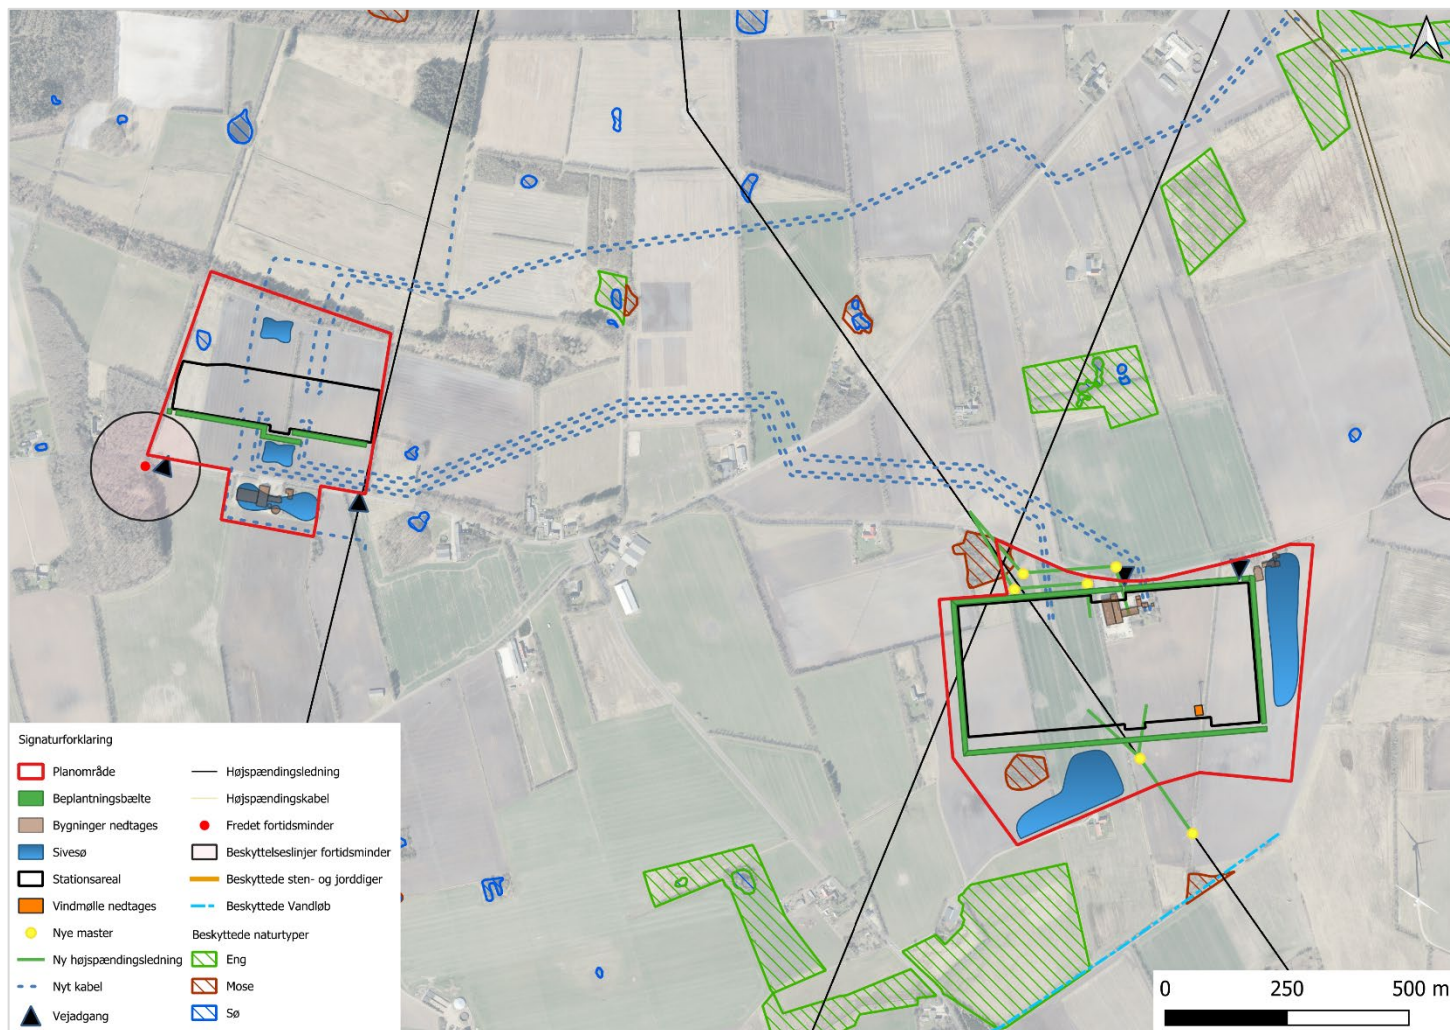 Signaturforklaring
Planområde
Beplantningsbælte
Bygninger nedtages
Sivesø
Stationsareal
Vindmølle nedtages
Nye master
Ny højspændingsledning
Nyt kabel
Vejadgang
Højspændingsledning
Højspændingskabel
Fredet fortidsminder
Beskyttelseslinjer fortidsminder
Beskyttede sten- og jorddiger
Beskyttede Vandløb
Beskyttede naturtyper
Eng
Mose
Sø
0 250 500 m